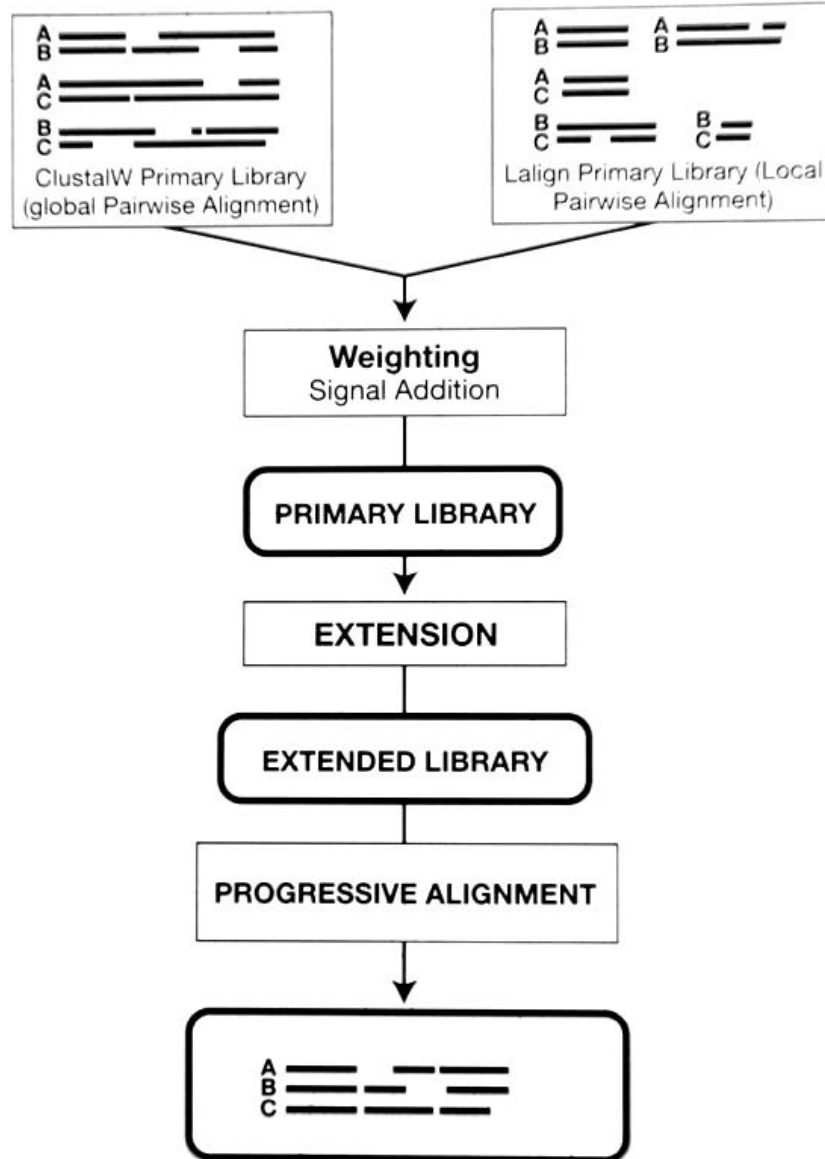 A
B
A
C
B
C
ClustalW Primary Library
(global Pairwise Alignment)
A
B
A
B
A
C
B
C
B
C
Lalign Primary Library (Local
Pairwise Alignment)
Weighting
Signal Addition
PRIMARY LIBRARY
EXTENSION
EXTENDED LIBRARY
PROGRESSIVE ALIGNMENT
A
B
C